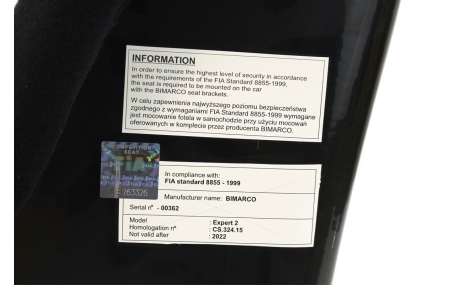 INFORMATION
In order to ensure the highest level of security in accordance
with the requirements of the FIA Standard 8855-1999,
the seat is required to be mounted on the car
with the BIMARCO seat brackets.
W celu zapewnienia najwyższego poziomu bezpieczeństwa
zgodnego z wymaganiami FIA Standard 8855-1999 wymagane
jest mocowanie fotela w samochodzie przy użyciu mocowań
oferowanych w komplecie przez producenta BIMARCO.
COMPETITION
SEAT
FIA
263326
In compliance with:
FIA standard 8855 - 1999
Manufacturer name: BIMARCO
Serial n° - 00362
Model : Expert 2
Homologation n° : CS.324.15
Not valid after : 2022